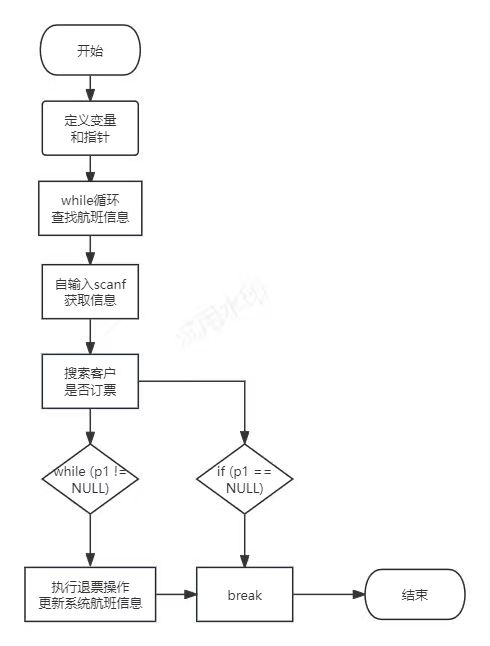 开始
定义变量
和指针
while循环
查找航班信息
自输入scanf
获取信息
搜索客户
是否订票
while (p1 !=
NULL)
if (p1 ==
NULL)
执行退票操作
更新系统航班信息
break
结束